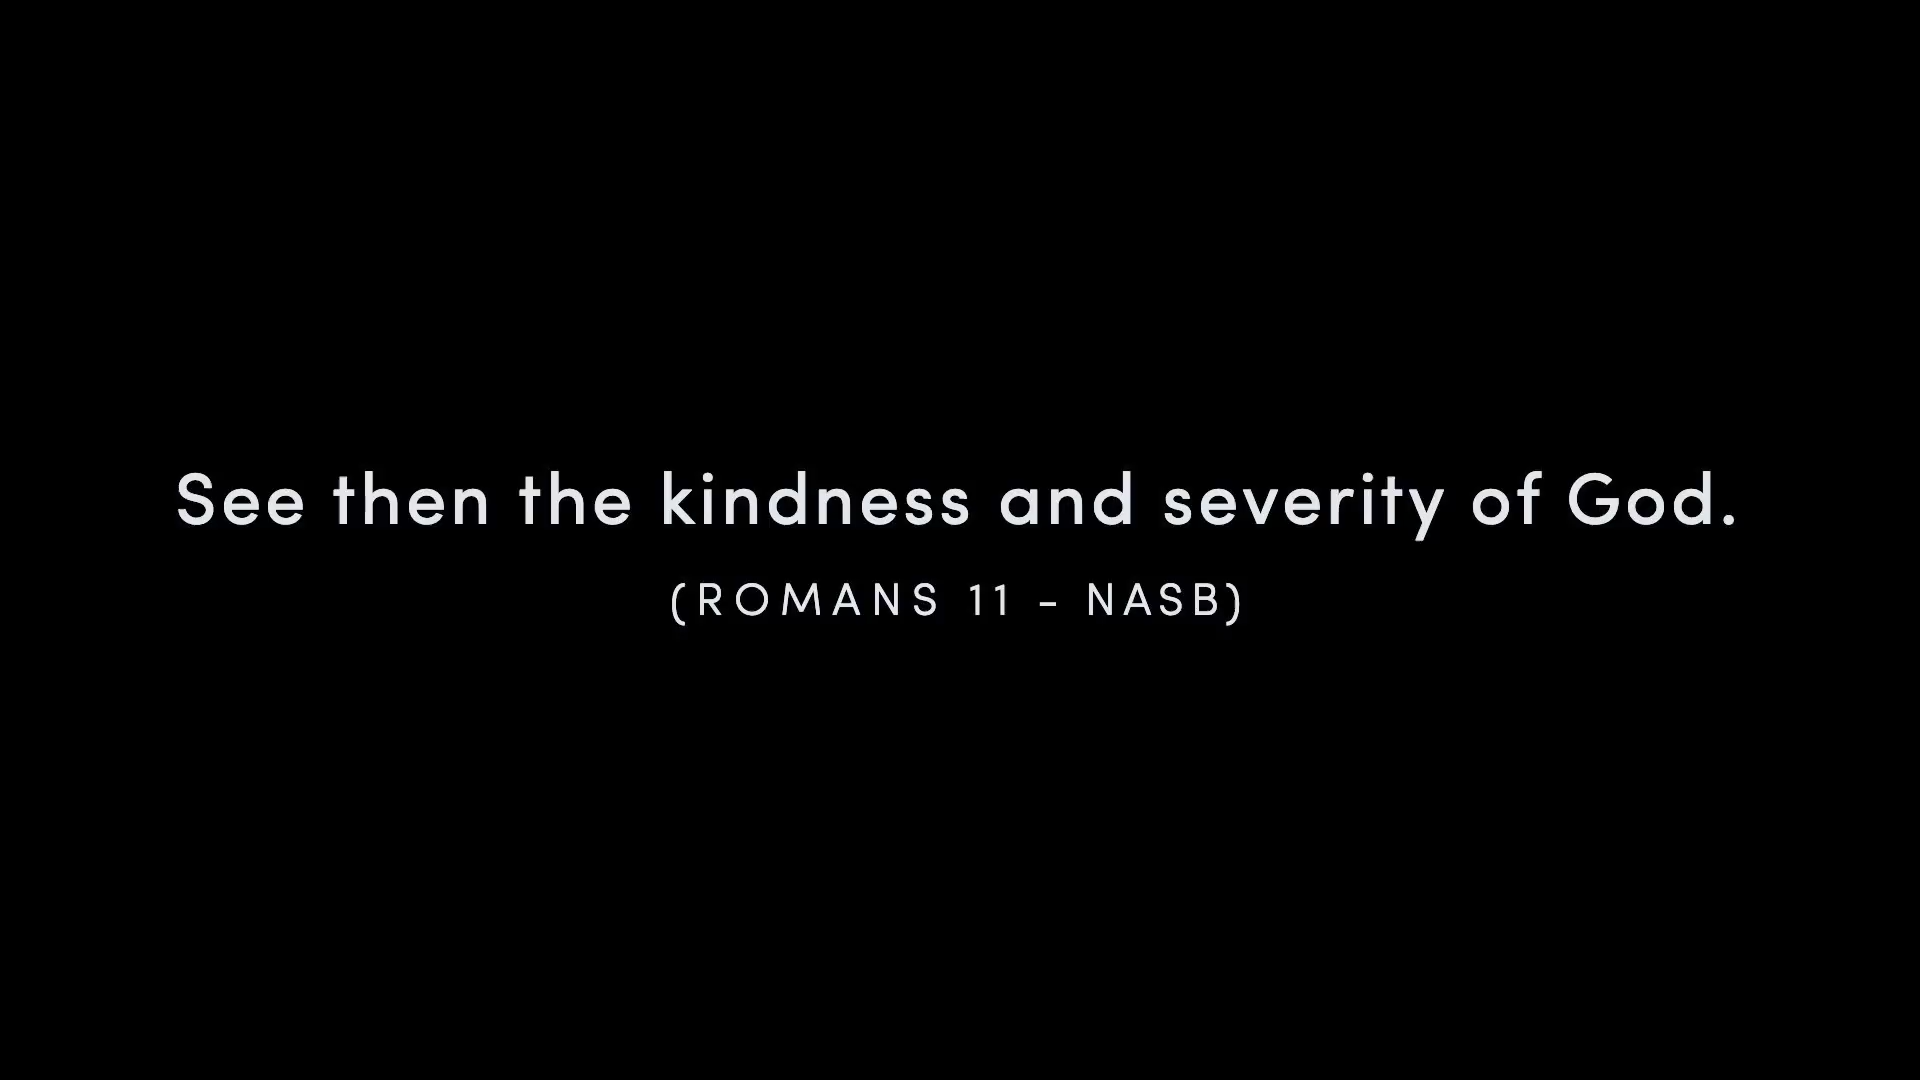 See then the kindness and severity of God.
(ROMANS 11 - NASB)